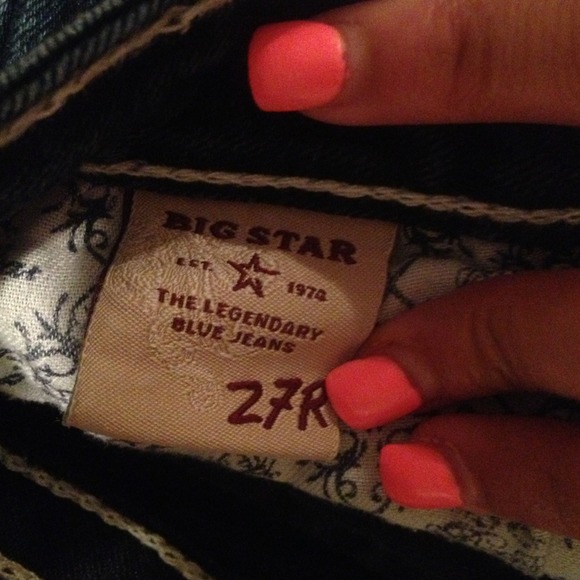 BIG STAR
EST. 1974
THE LEGENDARY
BLUE JEANS
27R